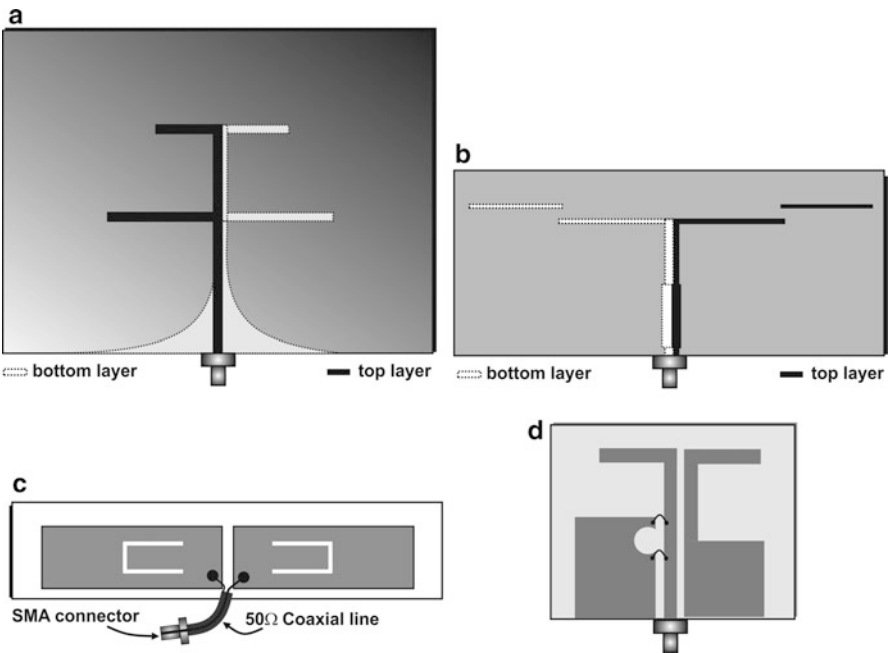 a
b
bottom layer
top layer
bottom layer
top layer
c
d
SMA connector
50Ω Coaxial line